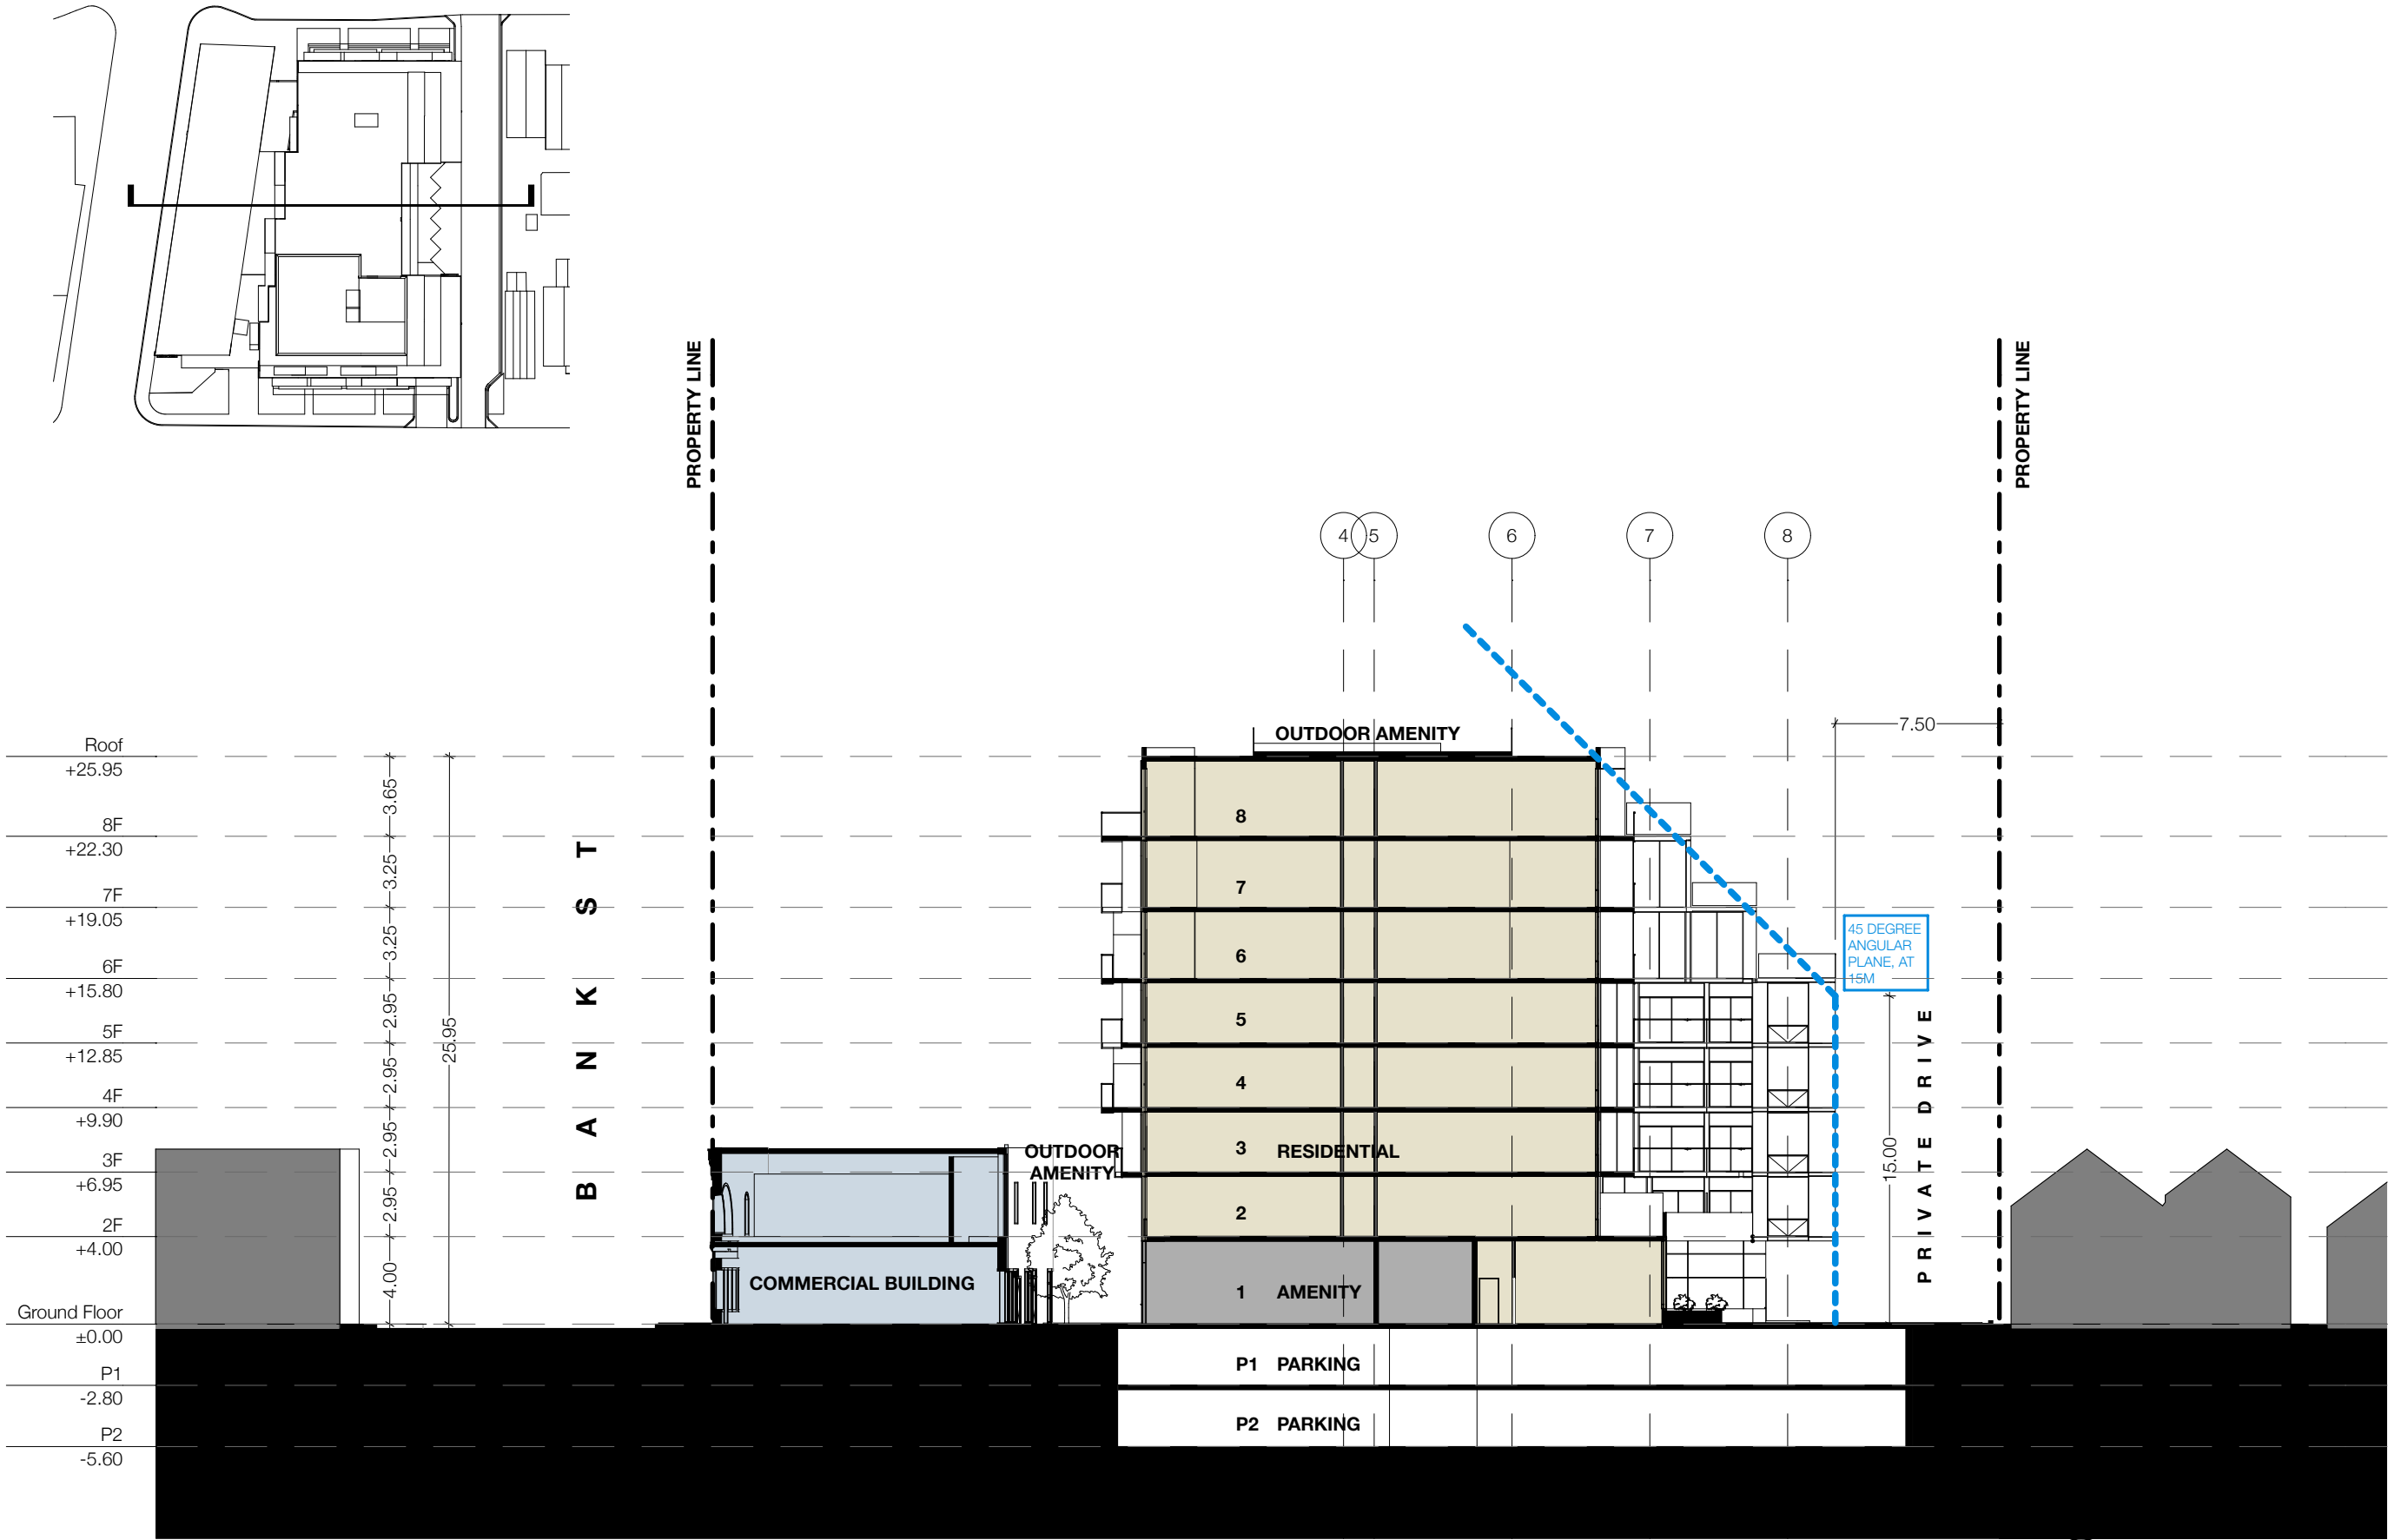 PROPERTY LINE
PROPERTY LINE
4
5
6
7
8
7.50
OUTDOOR AMENITY
Roof
+25.95
3.65
8F
+22.30
3.25
7F
+19.05
3.25
6F
+15.80
2.95
5F
+12.85
2.95
4F
+9.90
2.95
3F
+6.95
2.95
2F
+4.00
4.00
Ground Floor
±0.00
P1
-2.80
P2
-5.60
25.95
BANK ST
8
7
6
5
4
3 RESIDENTIAL
2
1 AMENITY
P1 PARKING
P2 PARKING
OUTDOOR
AMENITY
COMMERCIAL BUILDING
45 DEGREE
ANGULAR
PLANE, AT
15M
15.00
PRIVATE DRIVE